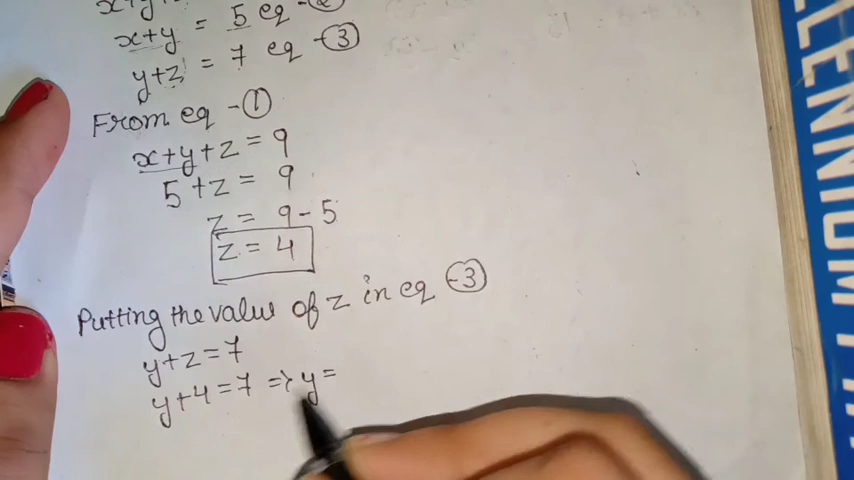 x+y
x+y = 5 eq -2
y+z = 7 eq -3
From eq -1
x+y+z = 9
5+z = 9
z = 9-5
z = 4
Putting the value of z in eq -3
y+z=7
y+4=7 => y=
LLENNIUM